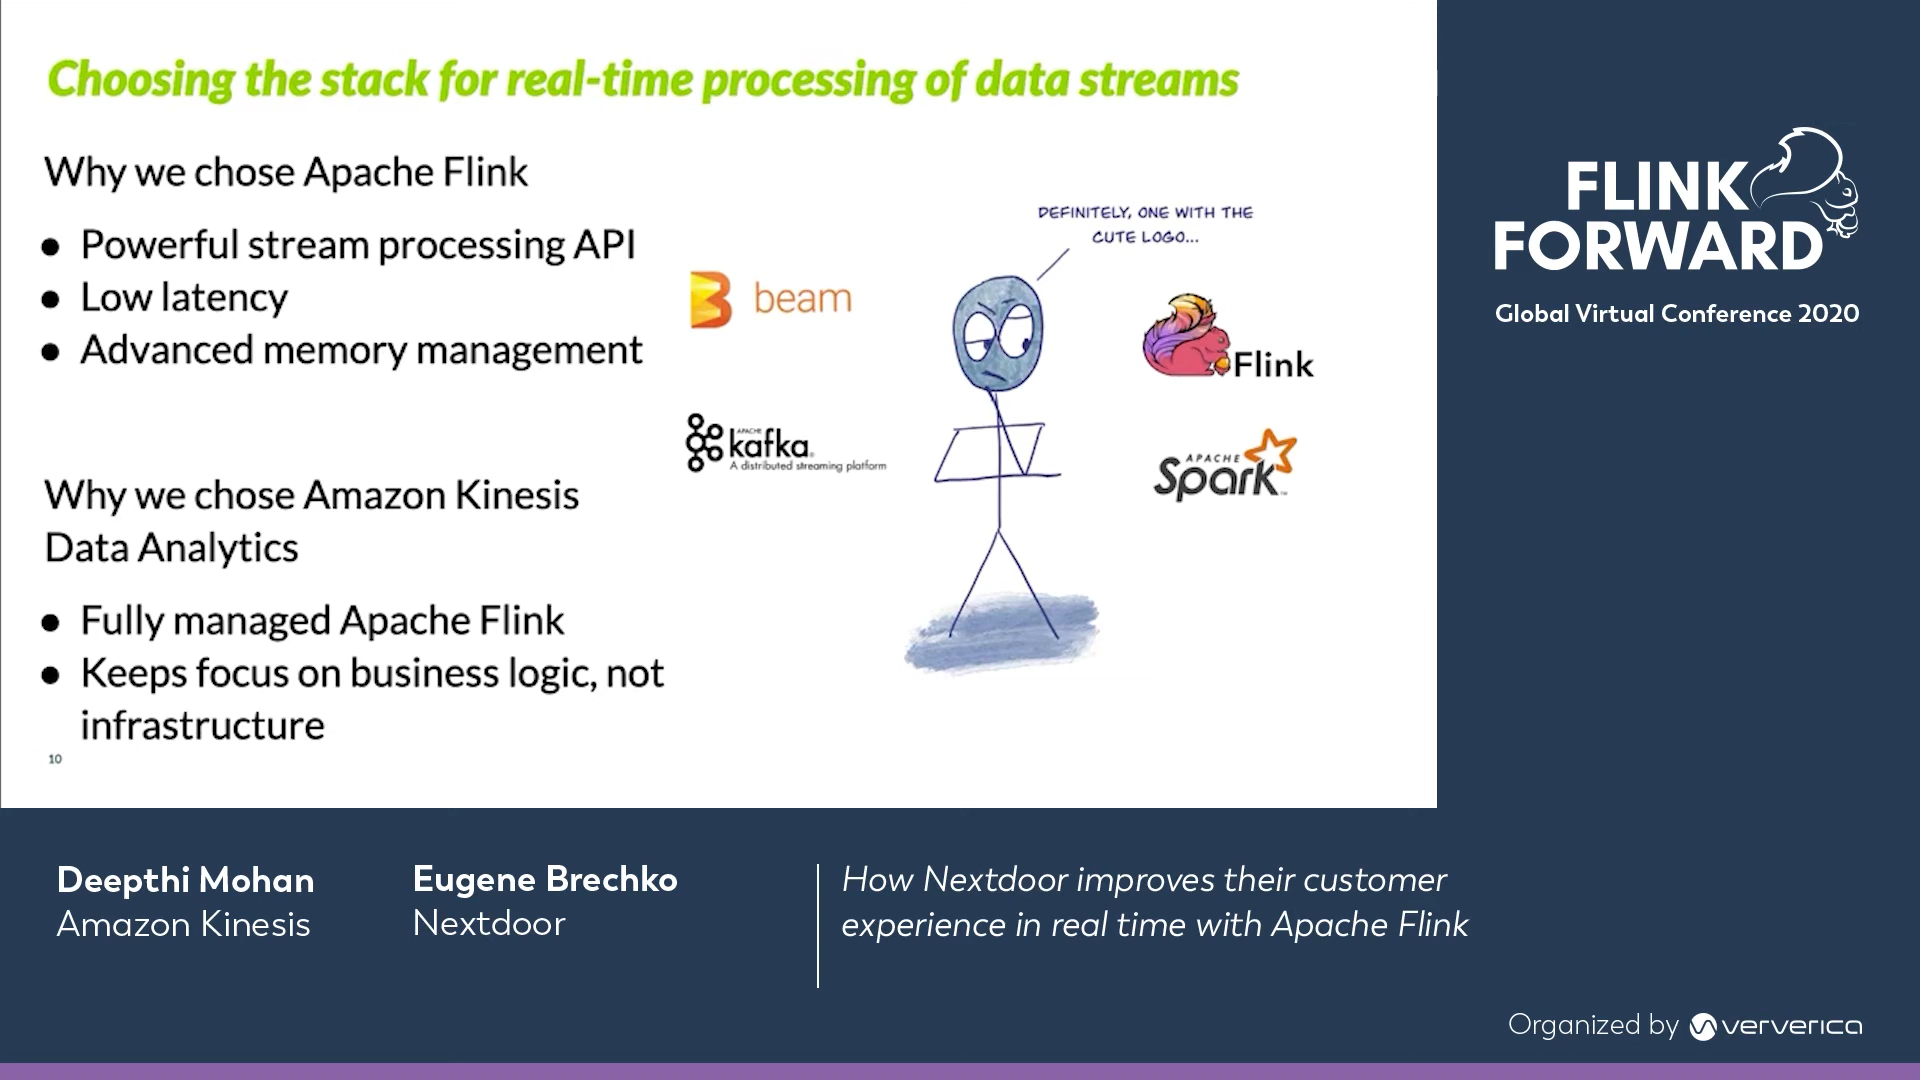 Choosing the stack for real-time processing of data streams
Why we chose Apache Flink
● Powerful stream processing API
● Low latency
● Advanced memory management
Why we chose Amazon Kinesis
Data Analytics
● Fully managed Apache Flink
● Keeps focus on business logic, not
infrastructure
10
DEFINITELY, ONE WITH THE
CUTE LOGO...
beam
Flink
APACHE
kafka®
A distributed streaming platform
APACHE
Spark™
FLINK
FORWARD
Global Virtual Conference 2020
Deepthi Mohan
Amazon Kinesis
Eugene Brechko
Nextdoor
How Nextdoor improves their customer
experience in real time with Apache Flink
Organized by ververica